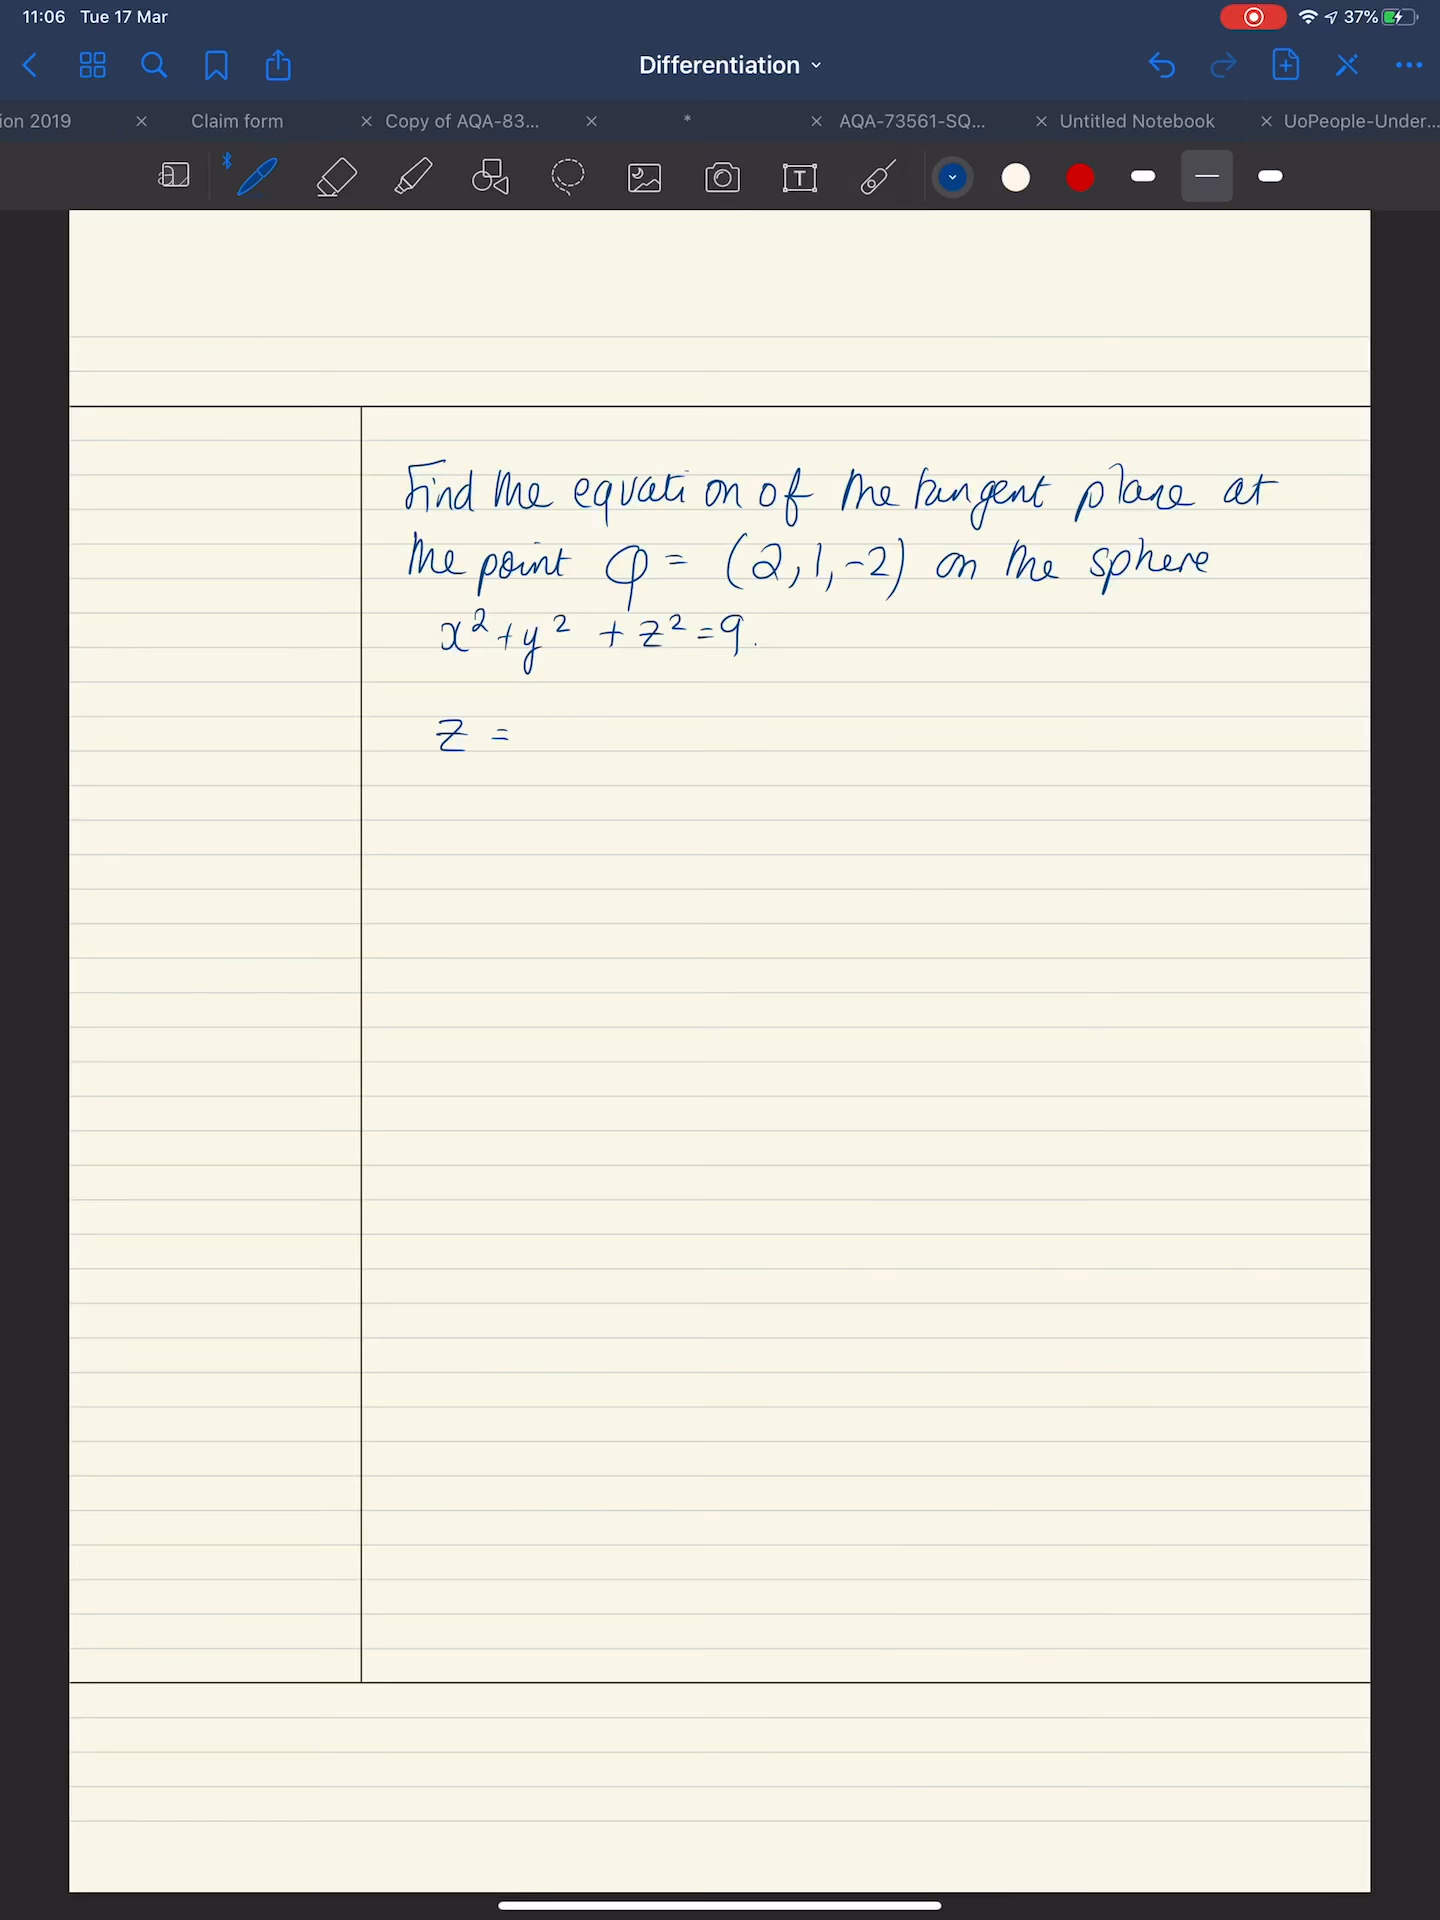 11:06 Tue 17 Mar
37%
Differentiation
ion 2019
Claim form
Copy of AQA-83...
*
AQA-73561-SQ...
Untitled Notebook
UoPeople-Under...
T
Find the equation of the tangent plane at
the point φ = (2,1,-2) on the sphere
x² + y² + z² = 9.
z =